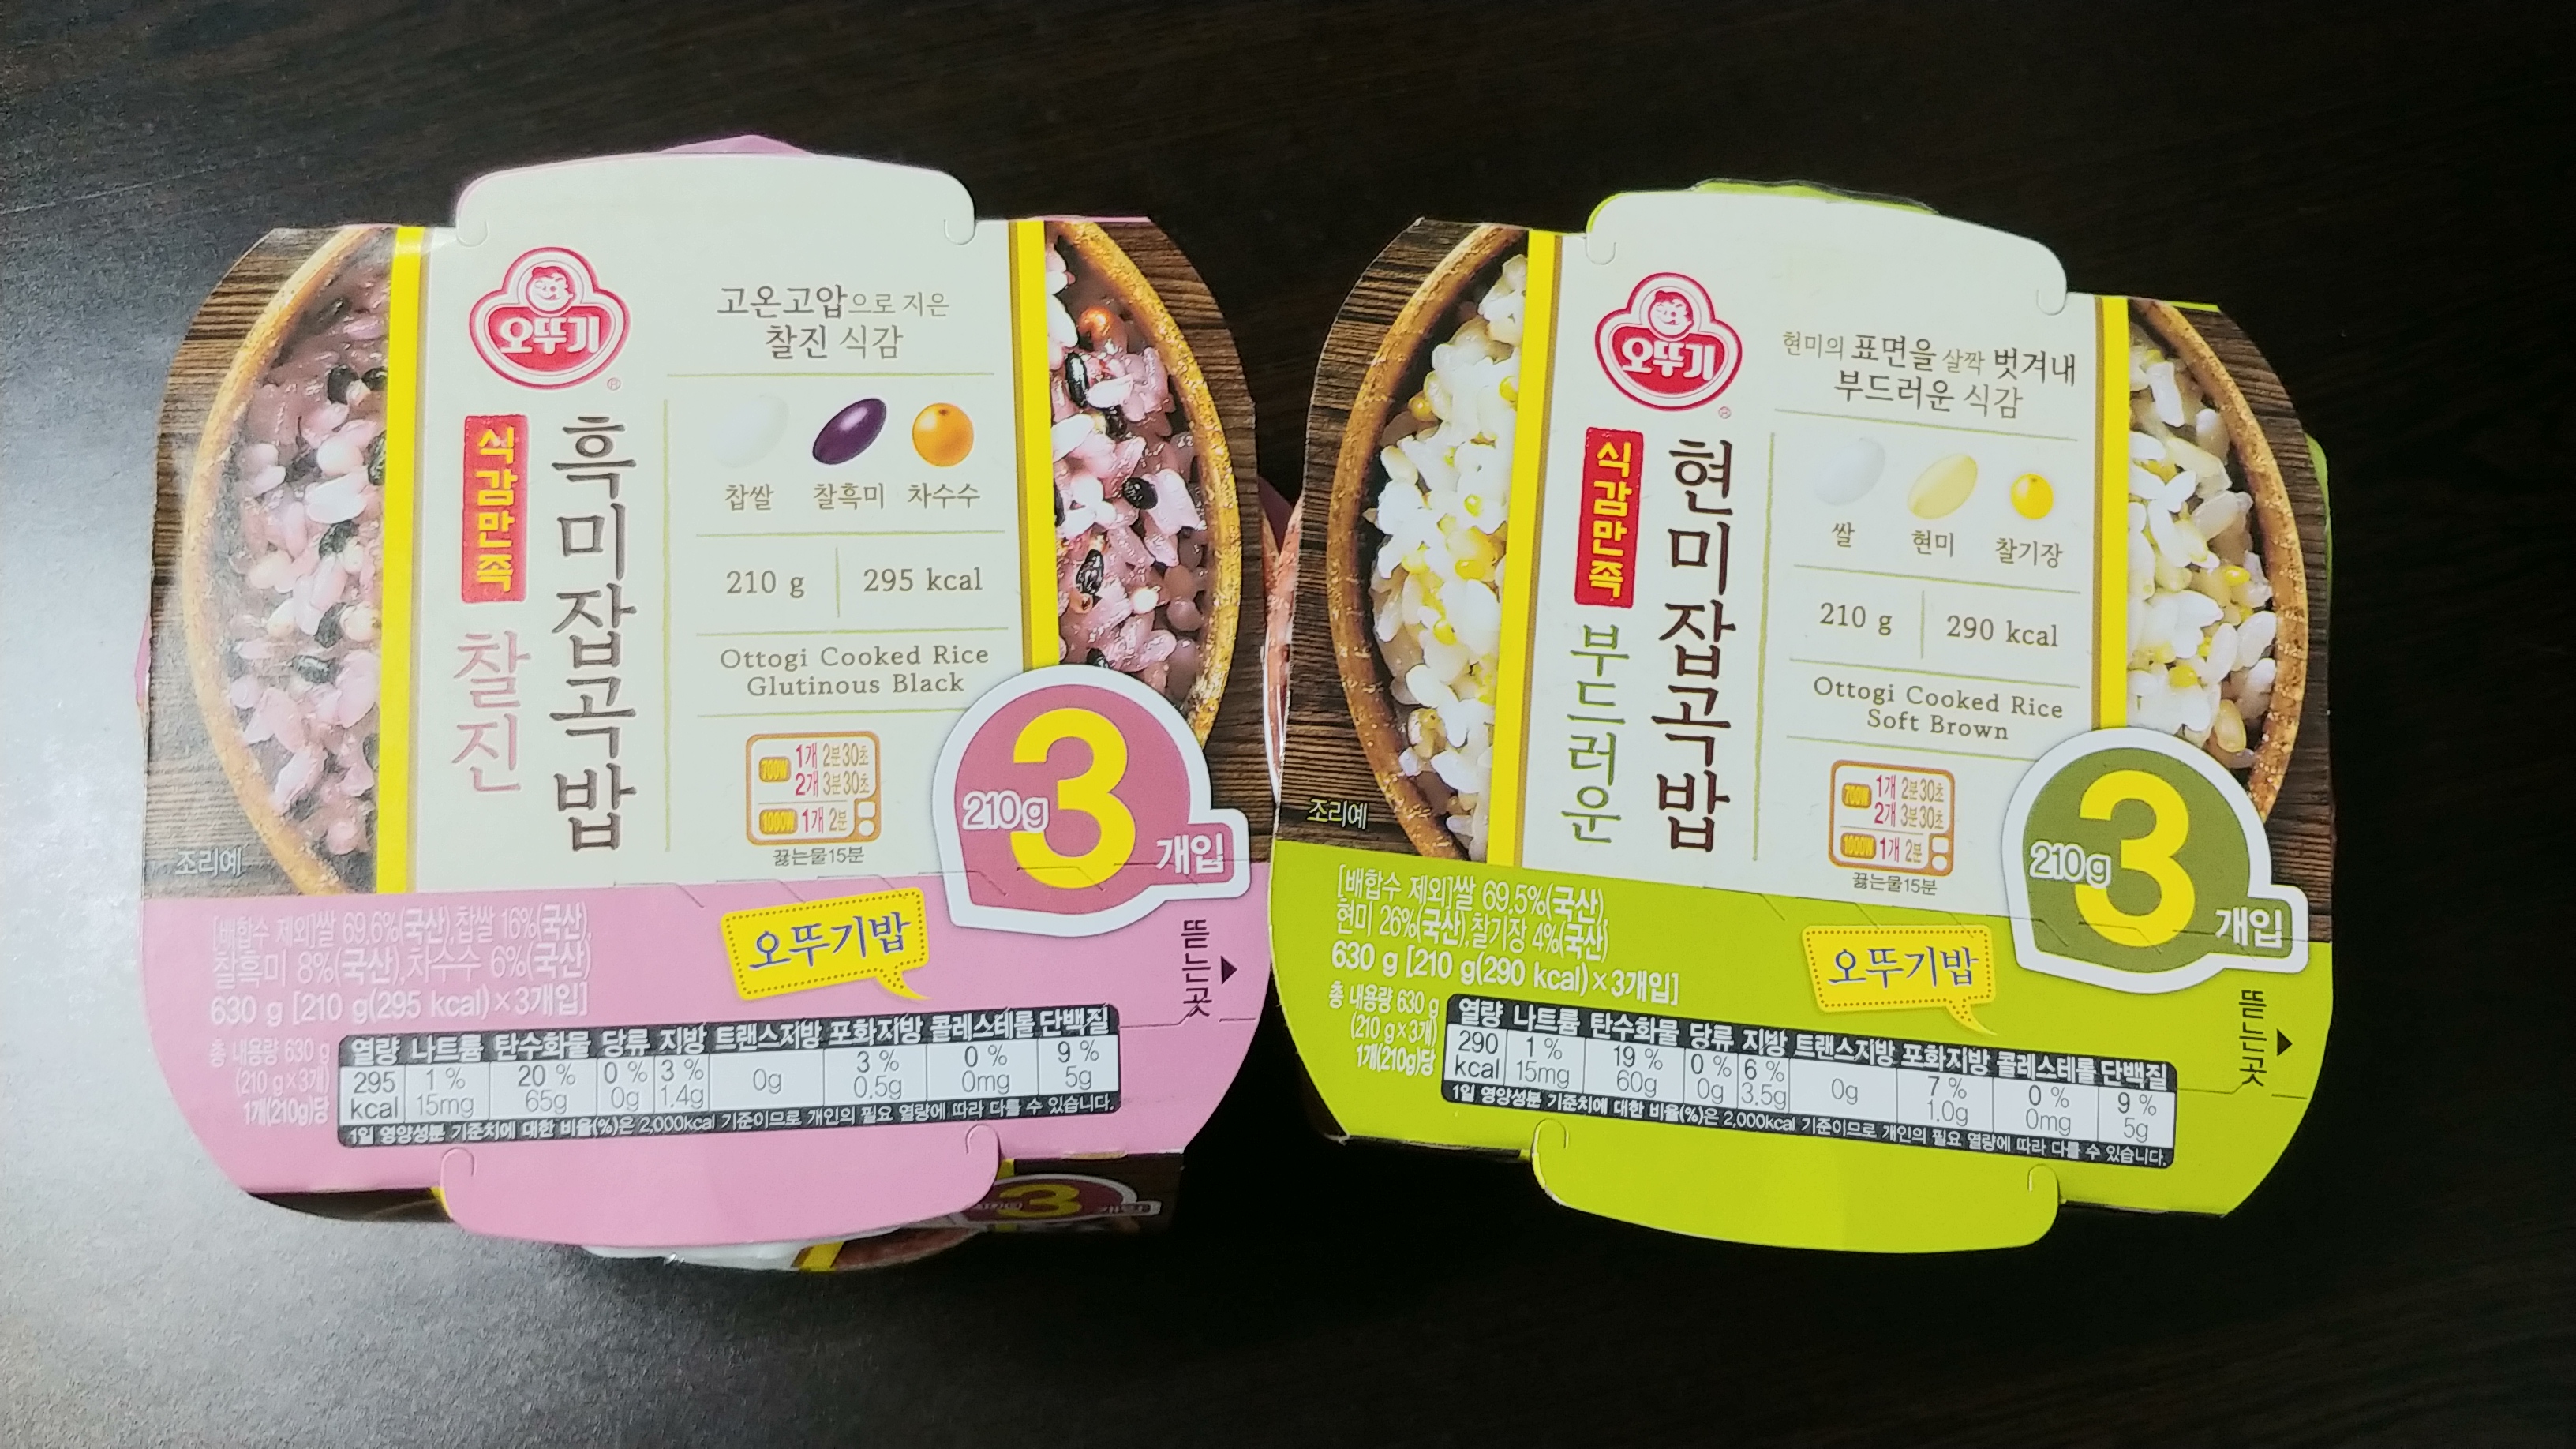 오뚜기
고온고압으로 지은
찰진 식감
식감만족
찰진
흑미잡곡밥
찹쌀 찰흑미 차수수
210 g 295 kcal
Ottogi Cooked Rice
Glutinous Black
700W 1개 2분30초
2개 3분30초
1000W 1개 2분
끓는물15분
210g 3개입
조리예
[배합수 제외]쌀 69.6%(국산),찹쌀 16%(국산),
찰흑미 8%(국산),차수수 6%(국산)
630 g [210 g(295 kcal)×3개입]
오뚜기밥
뜯는곳
총 내용량 630 g
(210 g×3개)
1개(210g)당
열량 나트륨 탄수화물 당류 지방 트랜스지방 포화지방 콜레스테롤 단백질
295 1 % 20 % 0 % 3 % 3 % 0 % 9 %
kcal 15mg 65g 0g 1.4g 0g 0.5g 0mg 5g
1일 영양성분 기준치에 대한 비율(%)은 2,000kcal 기준이므로 개인의 필요 열량에 따라 다를 수 있습니다.
3
오뚜기
현미의 표면을 살짝 벗겨내
부드러운 식감
식감만족
부드러운
현미잡곡밥
쌀 현미 찰기장
210 g 290 kcal
Ottogi Cooked Rice
Soft Brown
700W 1개 2분30초
2개 3분30초
1000W 1개 2분
끓는물15분
210g 3개입
조리예
[배합수 제외]쌀 69.5%(국산),
현미 26%(국산),찰기장 4%(국산)
630 g [210 g(290 kcal)×3개입]
오뚜기밥
뜯는곳
총 내용량 630 g
(210 g×3개)
1개(210g)당
열량 나트륨 탄수화물 당류 지방 트랜스지방 포화지방 콜레스테롤 단백질
290 1 % 19 % 0 % 6 % 7 % 0 % 9 %
kcal 15mg 60g 0g 3.5g 0g 1.0g 0mg 5g
1일 영양성분 기준치에 대한 비율(%)은 2,000kcal 기준이므로 개인의 필요 열량에 따라 다를 수 있습니다.